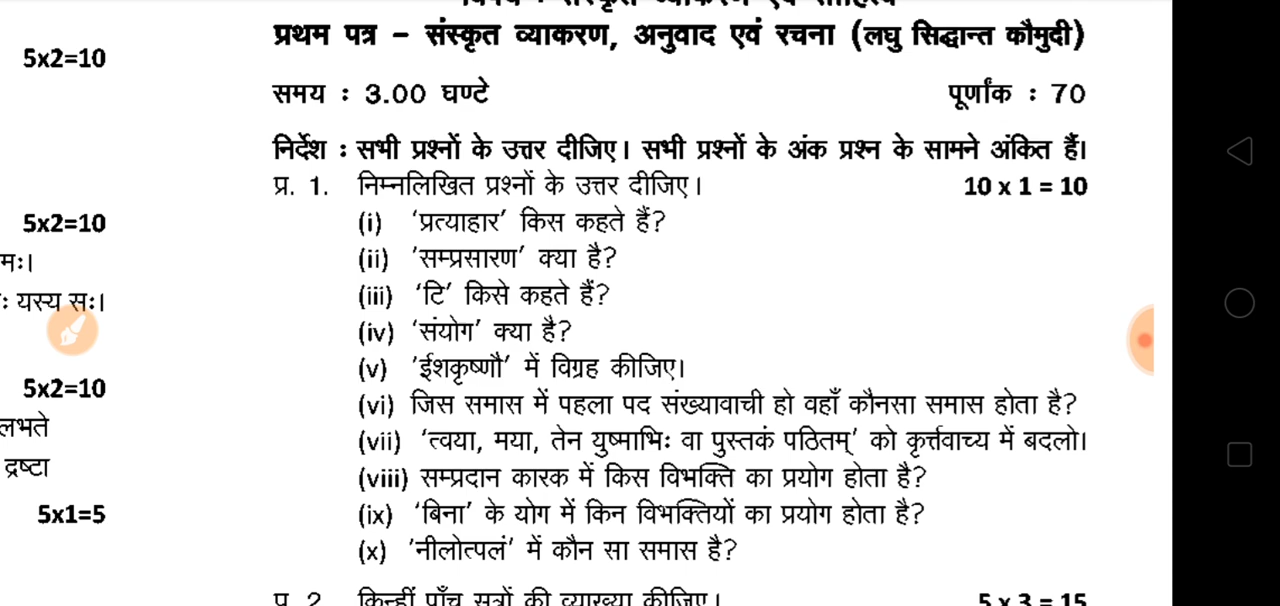 5x2=10
5x2=10
मः।
ः यस्य सः।
5x2=10
लभते
द्रष्टा
5x1=5
प्रथम पत्र – संस्कृत व्याकरण, अनुवाद एवं रचना (लघु सिद्धान्त कौमुदी)
समय : 3.00 घण्टे पूर्णांक : 70
निर्देश : सभी प्रश्नों के उत्तर दीजिए। सभी प्रश्नों के अंक प्रश्न के सामने अंकित हैं।
प्र. 1. निम्नलिखित प्रश्नों के उत्तर दीजिए। 10 x 1 = 10
(i) 'प्रत्याहार' किस कहते हैं?
(ii) 'सम्प्रसारण' क्या है?
(iii) 'टि' किसे कहते हैं?
(iv) 'संयोग' क्या है?
(v) 'ईशकृष्णौ' में विग्रह कीजिए।
(vi) जिस समास में पहला पद संख्यावाची हो वहाँ कौनसा समास होता है?
(vii) 'त्वया, मया, तेन युष्माभिः वा पुस्तकं पठितम्' को कृर्त्तवाच्य में बदलो।
(viii) सम्प्रदान कारक में किस विभक्ति का प्रयोग होता है?
(ix) 'बिना' के योग में किन विभक्तियों का प्रयोग होता है?
(x) 'नीलोत्पलं' में कौन सा समास है?
प्र. 2. किन्हीं पाँच सूत्रों की व्याख्या कीजिए। 5 x 3 = 15